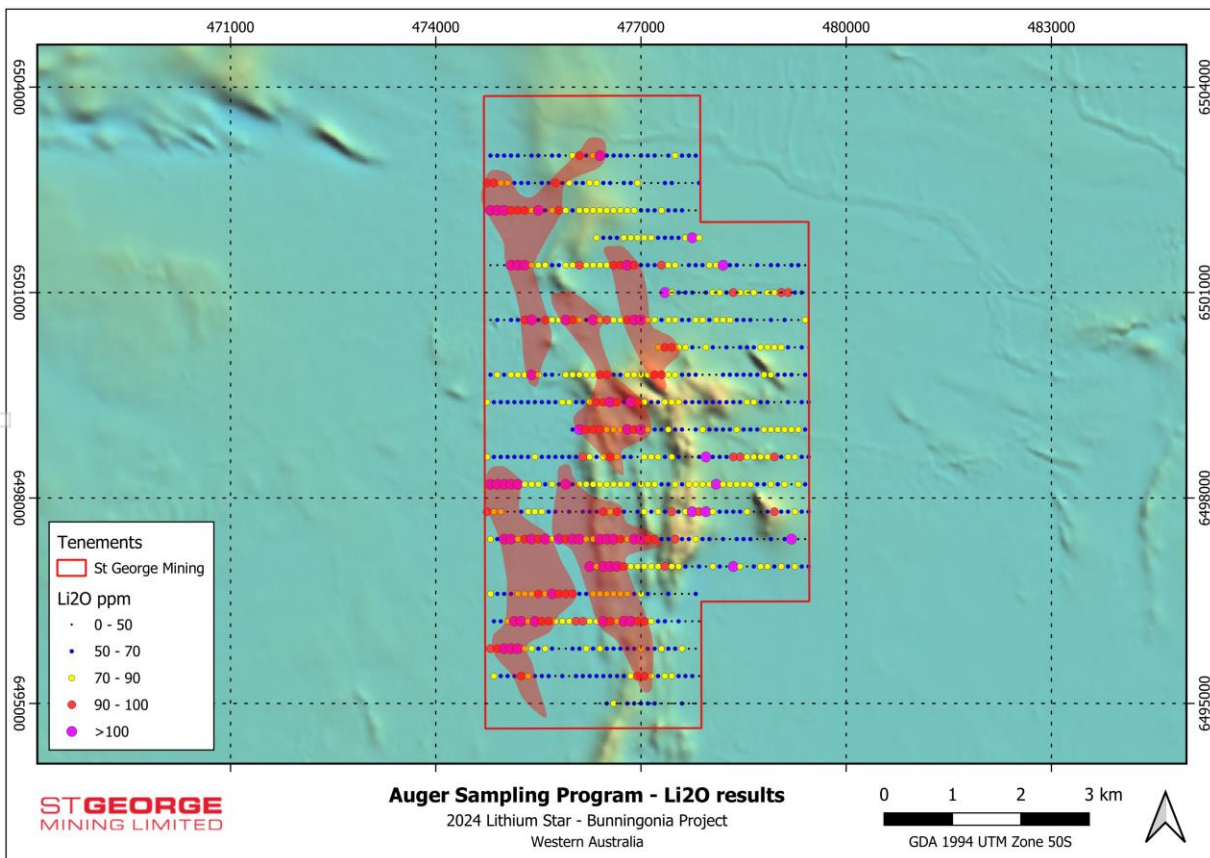 471000 474000 477000 480000 483000
6504000 6504000
6501000 6501000
6498000 6498000
6495000 6495000
Tenements
St George Mining
Li2O ppm
0 - 50
50 - 70
70 - 90
90 - 100
>100
ST GEORGE
MINING LIMITED
Auger Sampling Program - Li2O results
2024 Lithium Star - Bunningonia Project
Western Australia
0 1 2 3 km
GDA 1994 UTM Zone 50S